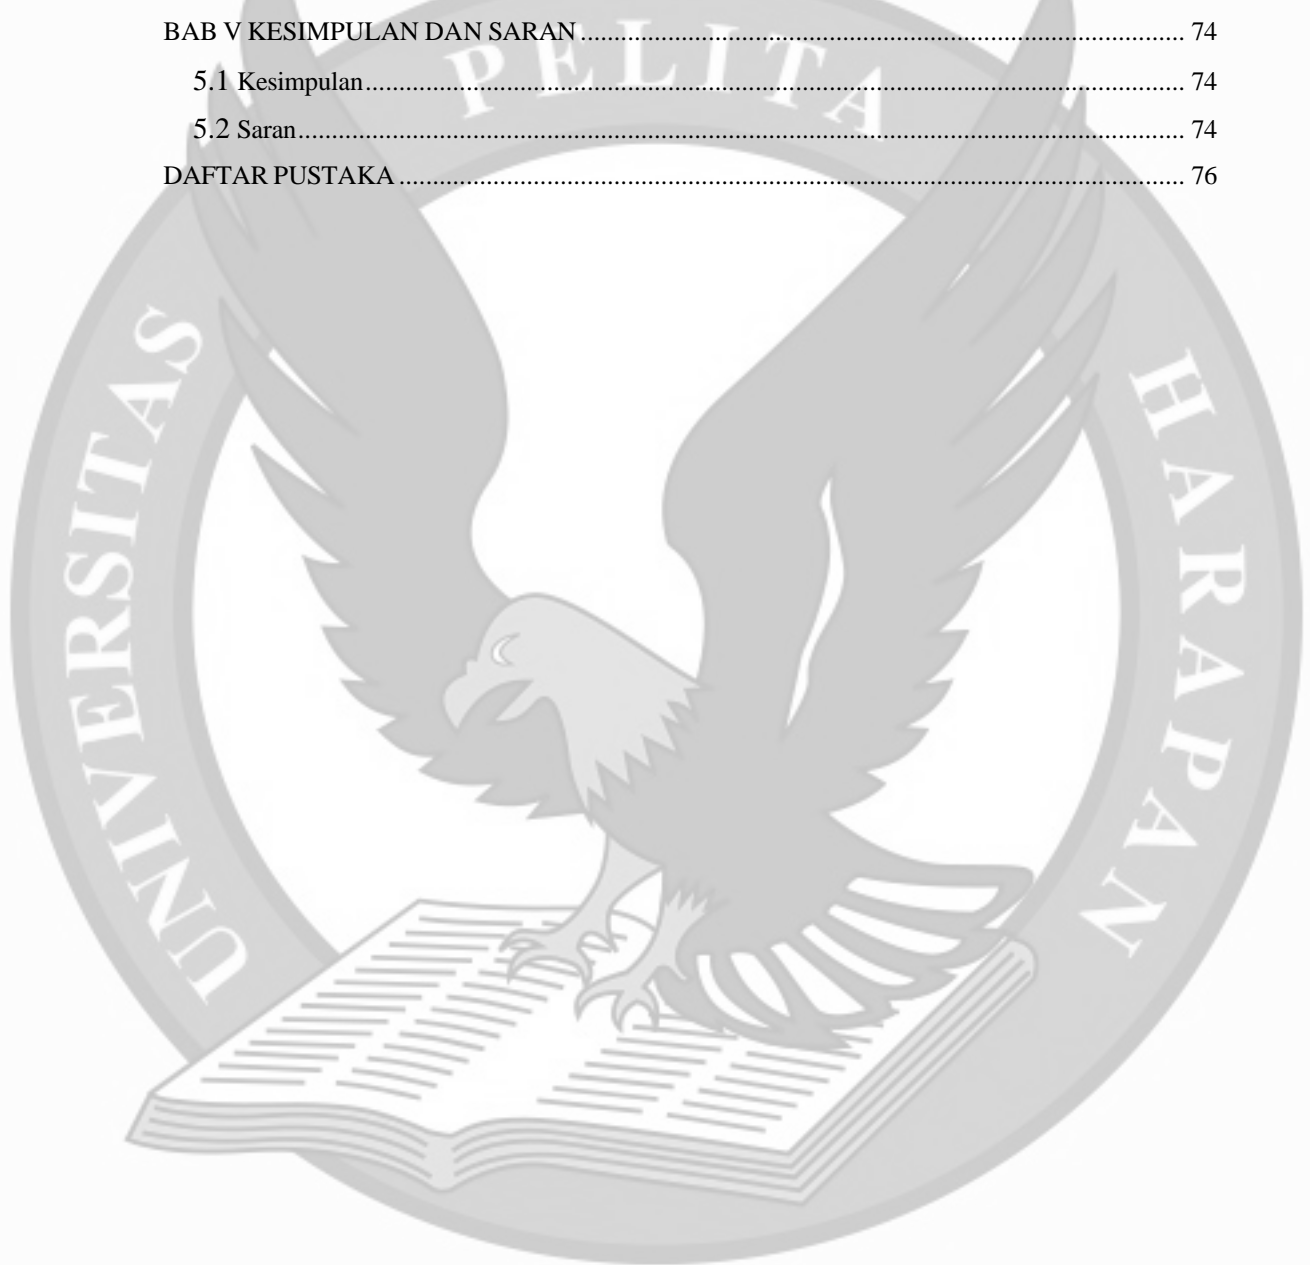 BAB V KESIMPULAN DAN SARAN ........................................................................................... 74
5.1 Kesimpulan ........................................................................................................................... 74
5.2 Saran ..................................................................................................................................... 74
DAFTAR PUSTAKA ...................................................................................................................... 76
UNIVERSITAS PELITA HARAPAN